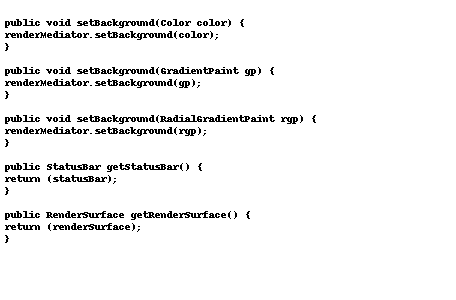 public void setBackground(Color color) {
renderMediator.setBackground(color);
}
public void setBackground(GradientPaint gp) {
renderMediator.setBackground(gp);
}
public void setBackground(RadialGradientPaint rgp) {
renderMediator.setBackground(rgp);
}
public StatusBar getStatusBar() {
return (statusBar);
}
public RenderSurface getRenderSurface() {
return (renderSurface);
}